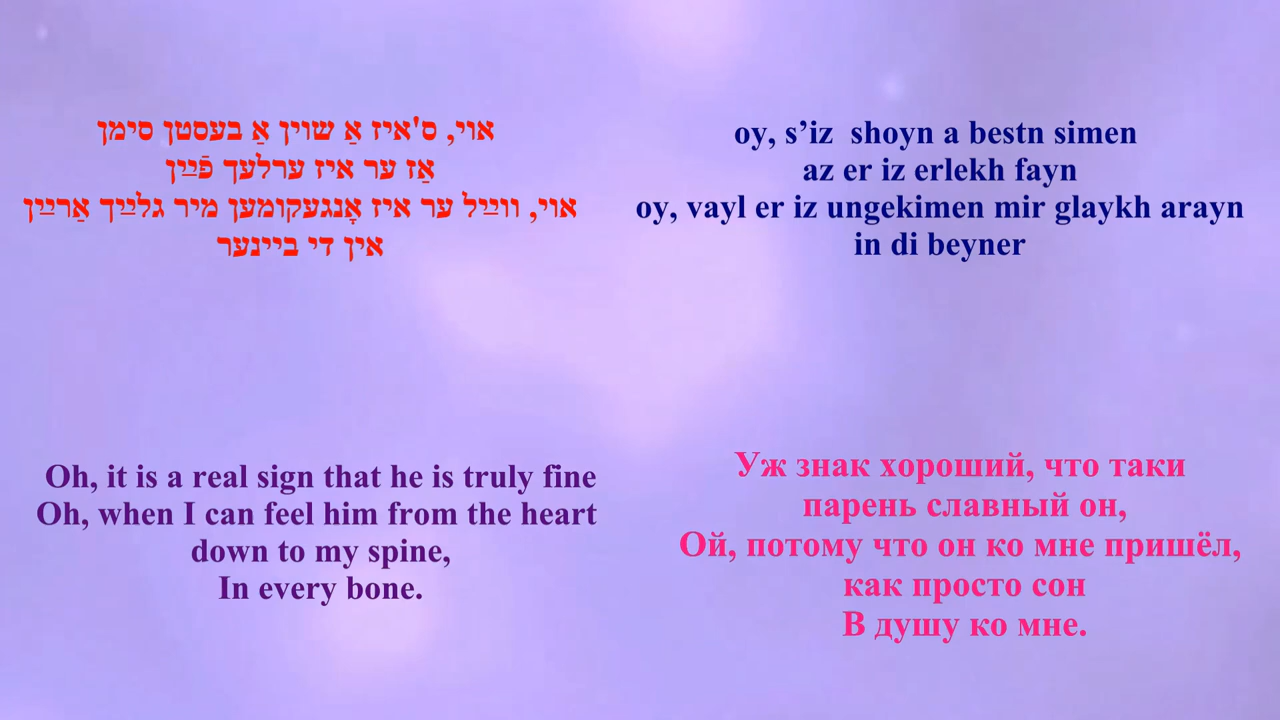 אוי, ס'איז אַ שוין אַ בעסטן סימן
אַז ער איז ערלעך פֿײַן
אוי, ווײַל ער איז אָנגעקומען מיר גלײַך אַרײַן
אין די ביינער
oy, s’iz shoyn a bestn simen
az er iz erlekh fayn
oy, vayl er iz ungekimen mir glaykh arayn
in di beyner
Oh, it is a real sign that he is truly fine
Oh, when I can feel him from the heart
down to my spine,
In every bone.
Уж знак хороший, что таки
парень славный он,
Ой, потому что он ко мне пришёл,
как просто сон
В душу ко мне.